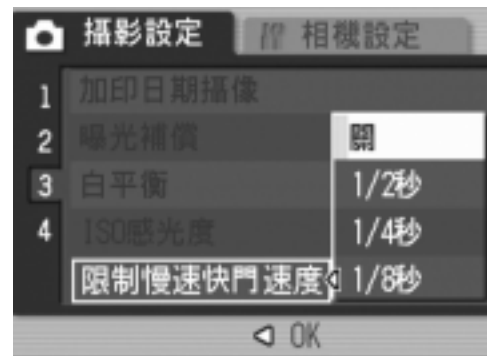 攝影設定 相機設定
1 加印日期攝像
2 曝光補償
3 白平衡
4 ISO感光度
限制慢速快門速度
1/2秒
1/4秒
1/8秒
OK